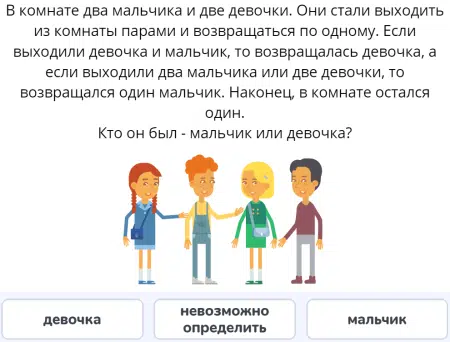 В комнате два мальчика и две девочки. Они стали выходить
из комнаты парами и возвращаться по одному. Если
выходили девочка и мальчик, то возвращалась девочка, а
если выходили два мальчика или две девочки, то
возвращался один мальчик. Наконец, в комнате остался
один.
Кто он был - мальчик или девочка?
девочка
невозможно
определить
мальчик